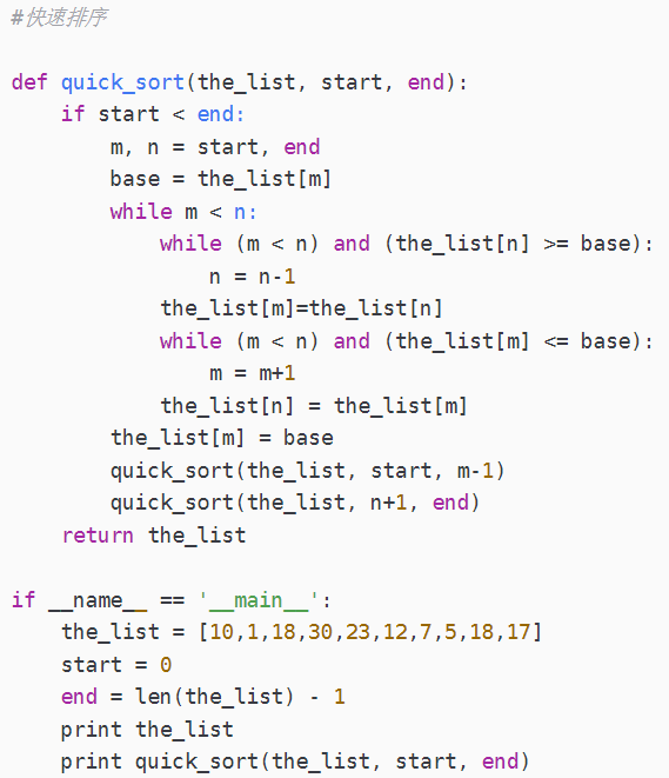 #快速排序
def quick_sort(the_list, start, end):
    if start < end:
        m, n = start, end
        base = the_list[m]
        while m < n:
            while (m < n) and (the_list[n] >= base):
                n = n-1
            the_list[m]=the_list[n]
            while (m < n) and (the_list[m] <= base):
                m = m+1
            the_list[n] = the_list[m]
        the_list[m] = base
        quick_sort(the_list, start, m-1)
        quick_sort(the_list, n+1, end)
    return the_list
if __name__ == '__main__':
    the_list = [10,1,18,30,23,12,7,5,18,17]
    start = 0
    end = len(the_list) - 1
    print the_list
    print quick_sort(the_list, start, end)